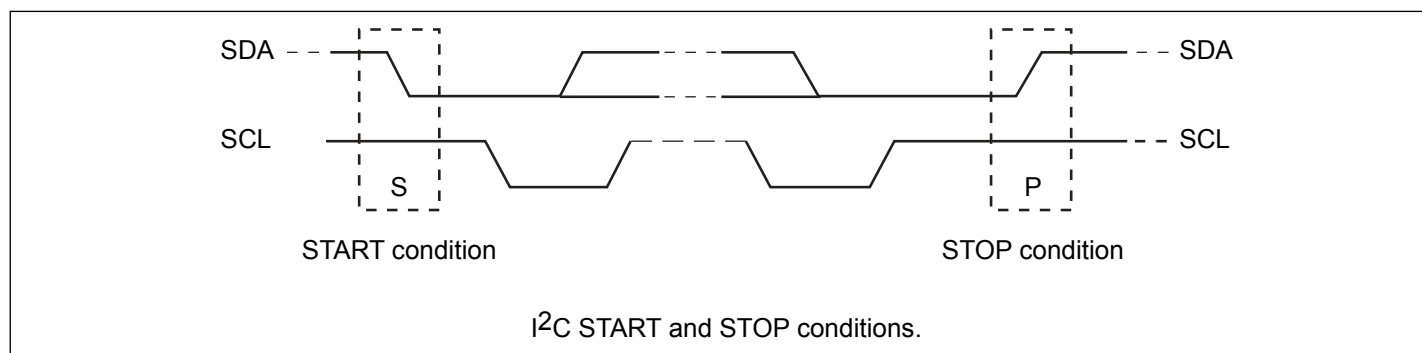 SDA
SDA
SCL
SCL
S
P
START condition
STOP condition
I2C START and STOP conditions.